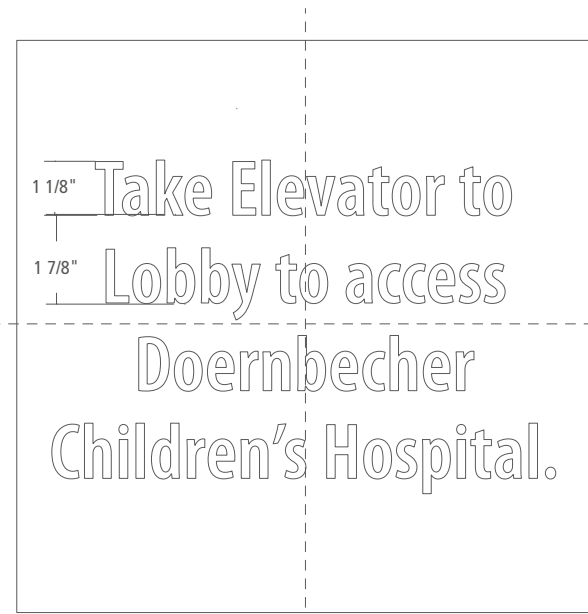 1 1/8" Take Elevator to
1 7/8" Lobby to access
Doernbecher
Children’s Hospital.